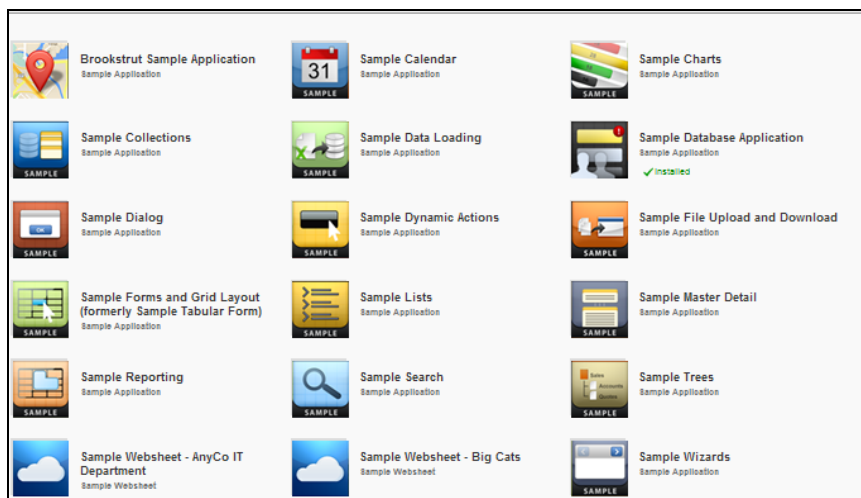 Brookstrut Sample Application
Sample Application
Sample Calendar
Sample Application
31
SAMPLE
Sample Charts
Sample Application
SAMPLE
Sample Collections
Sample Application
SAMPLE
Sample Data Loading
Sample Application
SAMPLE
Sample Database Application
Sample Application
Installed
Sample Dialog
Sample Application
OK
SAMPLE
Sample Dynamic Actions
Sample Application
SAMPLE
Sample File Upload and Download
Sample Application
SAMPLE
Sample Forms and Grid Layout
(formerly Sample Tabular Form)
Sample Application
SAMPLE
Sample Lists
Sample Application
SAMPLE
Sample Master Detail
Sample Application
SAMPLE
Sample Reporting
Sample Application
SAMPLE
Sample Search
Sample Application
SAMPLE
Sample Trees
Sample Application
Sales
Accounts
Quotes
SAMPLE
Sample Websheet - AnyCo IT
Department
Sample Websheet
Sample Websheet - Big Cats
Sample Websheet
Sample Wizards
Sample Application
SAMPLE